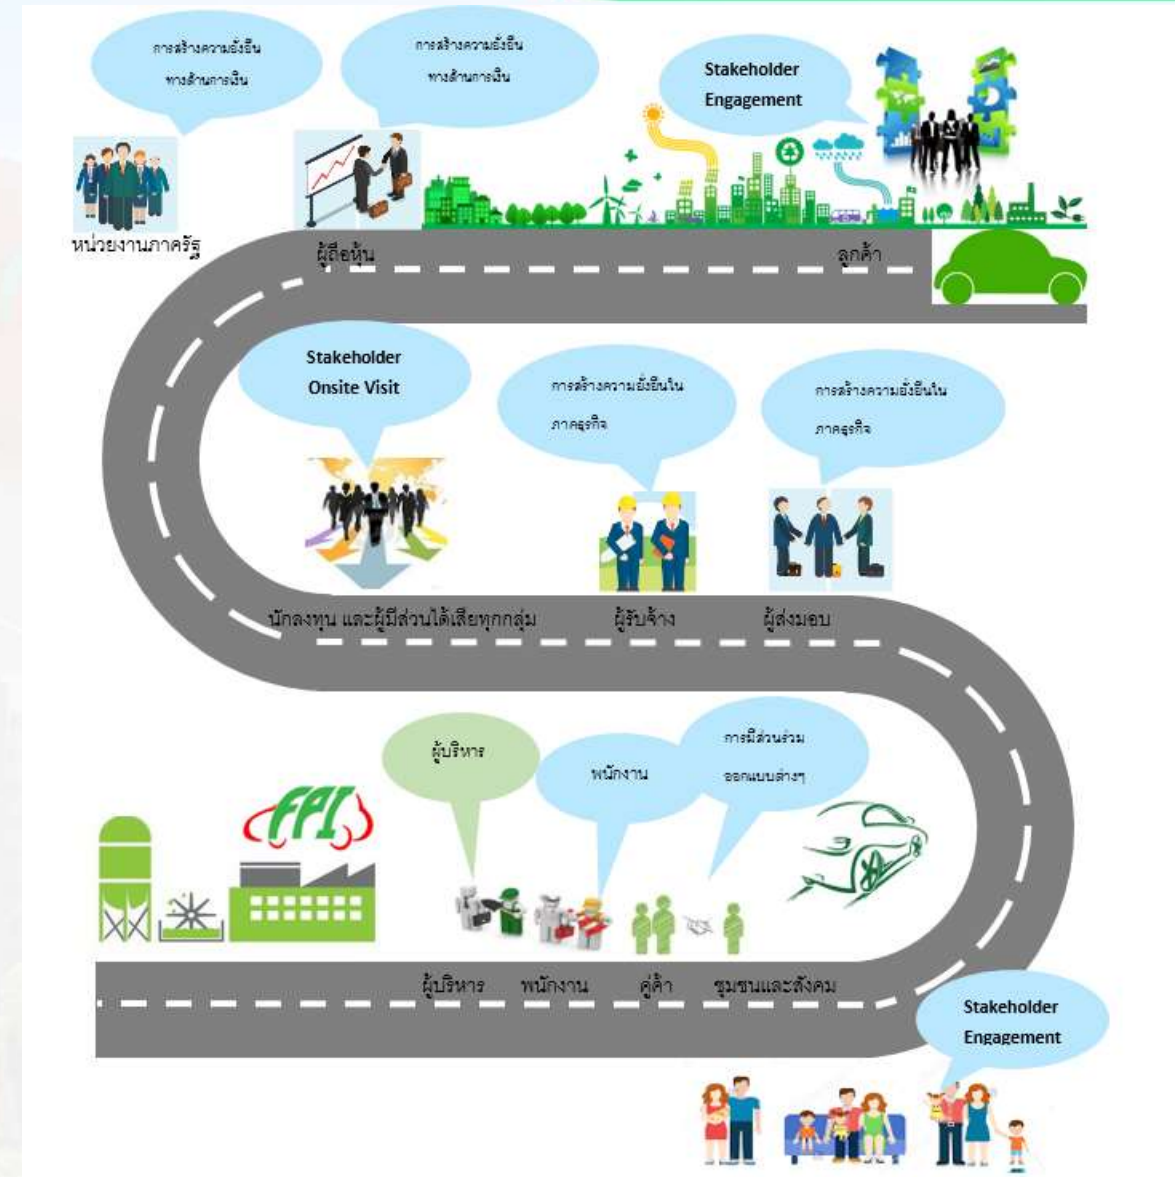 การสร้างความยั่งยืน
ทางด้านการเงิน
การสร้างความยั่งยืน
ทางด้านการเงิน
Stakeholder
Engagement
หน่วยงานภาครัฐ
ผู้ถือหุ้น
ลูกค้า
Stakeholder
Onsite Visit
การสร้างความยั่งยืนใน
ภาคธุรกิจ
การสร้างความยั่งยืนใน
ภาคธุรกิจ
นักลงทุน และผู้มีส่วนได้เสียทุกกลุ่ม
ผู้รับจ้าง
ผู้ส่งมอบ
ผู้บริหาร
พนักงาน
การมีส่วนร่วม
ออกแบบต่างๆ
FPI
ผู้บริหาร
พนักงาน
คู่ค้า
ชุมชนและสังคม
Stakeholder
Engagement